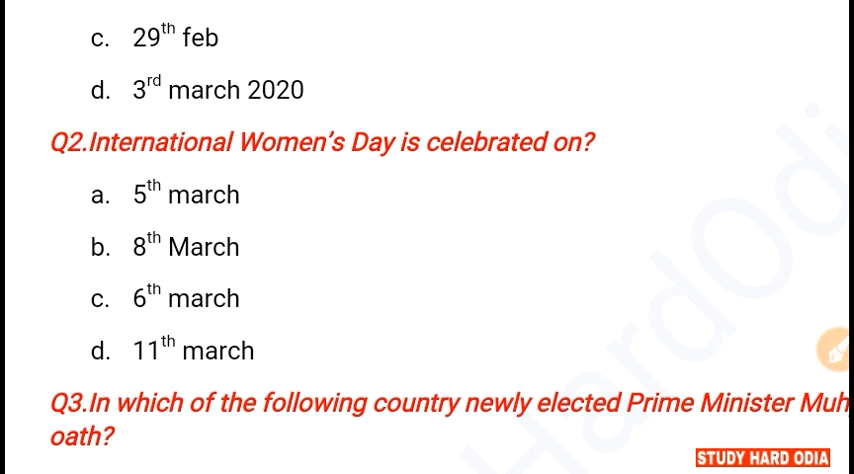 c. 29th feb
d. 3rd march 2020
Q2.International Women's Day is celebrated on?
a. 5th march
b. 8th March
c. 6th march
d. 11th march
Q3.In which of the following country newly elected Prime Minister Muh
oath?
STUDY HARD ODIA